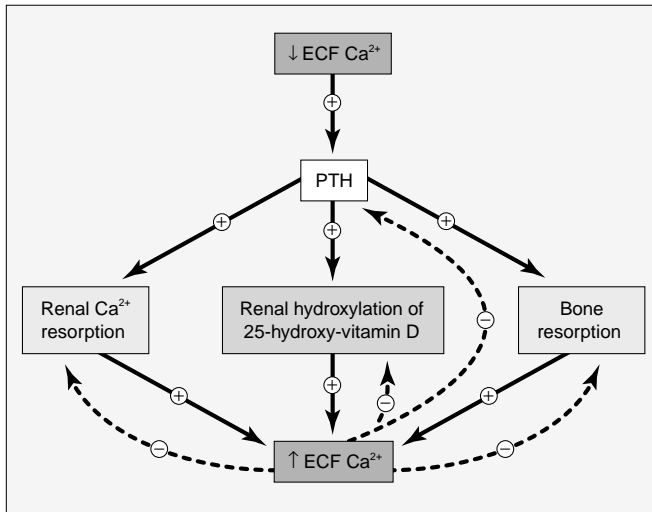 ↓ ECF Ca²⁺
+
PTH
+
+
+
Renal Ca²⁺
resorption
Renal hydroxylation of
25-hydroxy-vitamin D
Bone
resorption
−
+
+
−
+
−
−
↑ ECF Ca²⁺